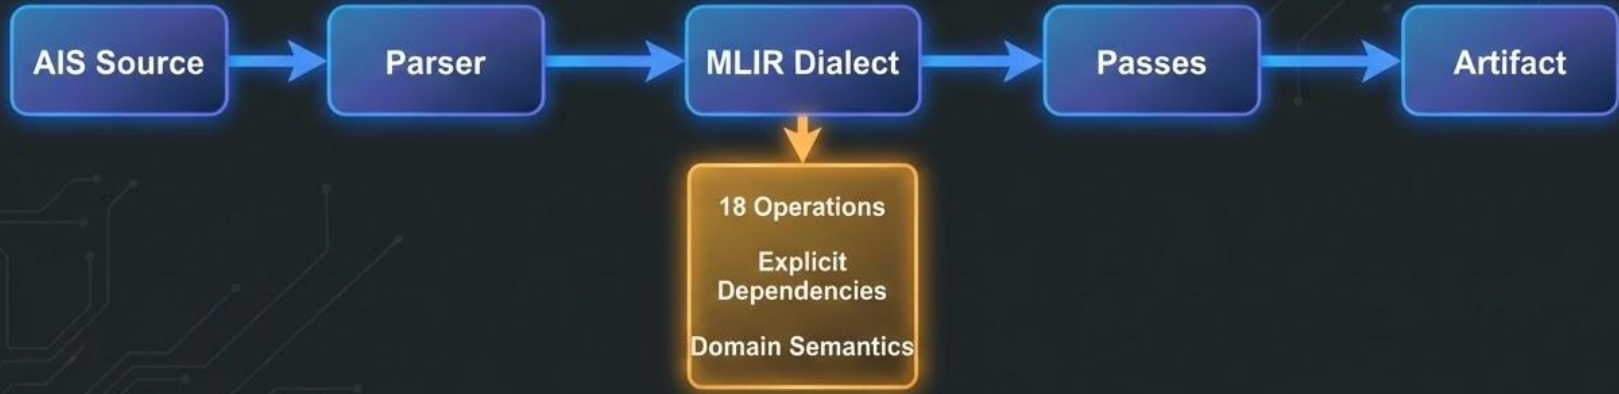 AIS Source
Parser
MLIR Dialect
Passes
Artifact
18 Operations
Explicit
Dependencies
Domain Semantics